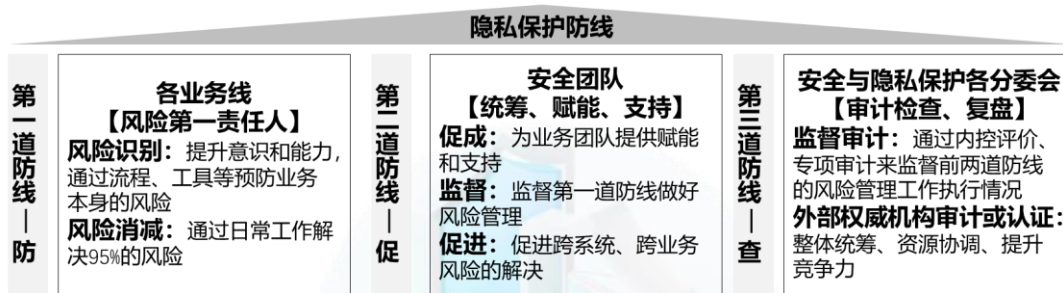 隐私保护防线
第一道防线—防
各业务线
【风险第一责任人】
风险识别：提升意识和能力，
通过流程、工具等预防业务
本身的风险
风险消减：通过日常工作解
决95%的风险
第二道防线—促
安全团队
【统筹、赋能、支持】
促成：为业务团队提供赋能
和支持
监督：监督第一道防线做好
风险管理
促进：促进跨系统、跨业务
风险的解决
第三道防线—查
安全与隐私保护各分委会
【审计检查、复盘】
监督审计：通过内控评价、
专项审计来监督前两道防线
的风险管理工作执行情况
外部权威机构审计或认证：
整体统筹、资源协调、提升
竞争力